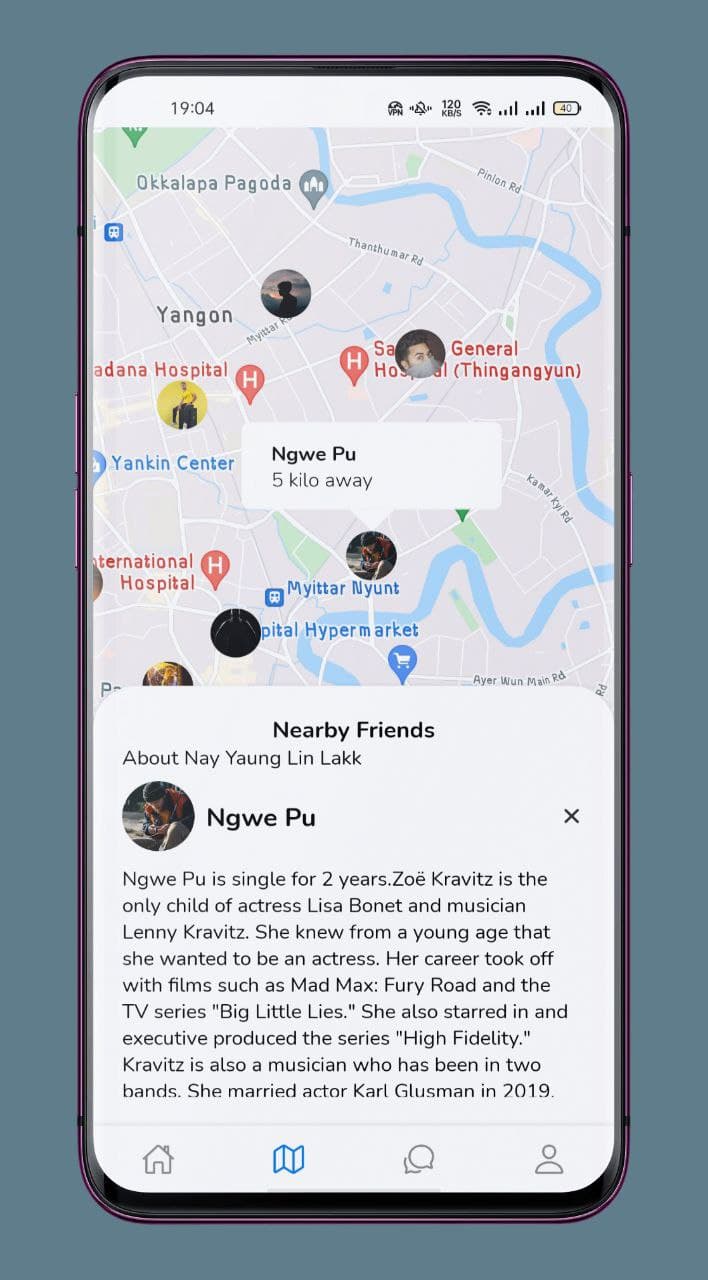 19:04
VPN
120
KB/S
40
Okkalapa Pagoda
Pinlon Rd
Thanthumar Rd
Yangon
Myittar
Sa General
adana Hospital
Hos al (Thingangyun)
Yankin Center
Ngwe Pu
5 kilo away
Kamar Kyi Rd
nternational
Hospital
Myittar Nyunt
pital Hypermarket
Ayer Wun Main Rd
Rd
Nearby Friends
About Nay Yaung Lin Lakk
Ngwe Pu
Ngwe Pu is single for 2 years.Zoë Kravitz is the
only child of actress Lisa Bonet and musician
Lenny Kravitz. She knew from a young age that
she wanted to be an actress. Her career took off
with films such as Mad Max: Fury Road and the
TV series "Big Little Lies." She also starred in and
executive produced the series "High Fidelity."
Kravitz is also a musician who has been in two
bands. She married actor Karl Glusman in 2019.